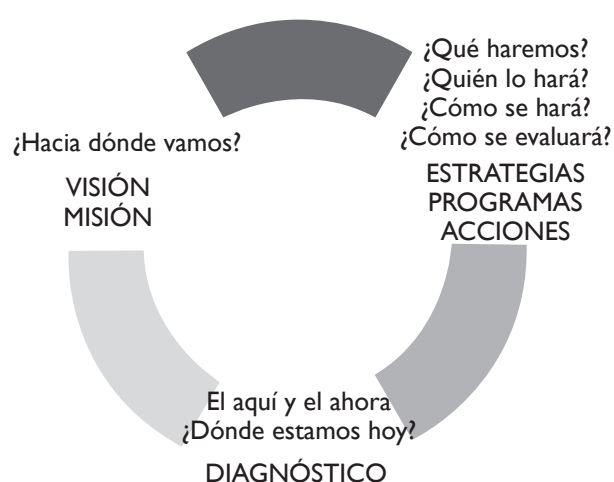 ¿Qué haremos?
¿Quién lo hará?
¿Cómo se hará?
¿Cómo se evaluará?
ESTRATEGIAS
PROGRAMAS
ACCIONES
¿Hacia dónde vamos?
VISIÓN
MISIÓN
El aquí y el ahora
¿Dónde estamos hoy?
DIAGNÓSTICO